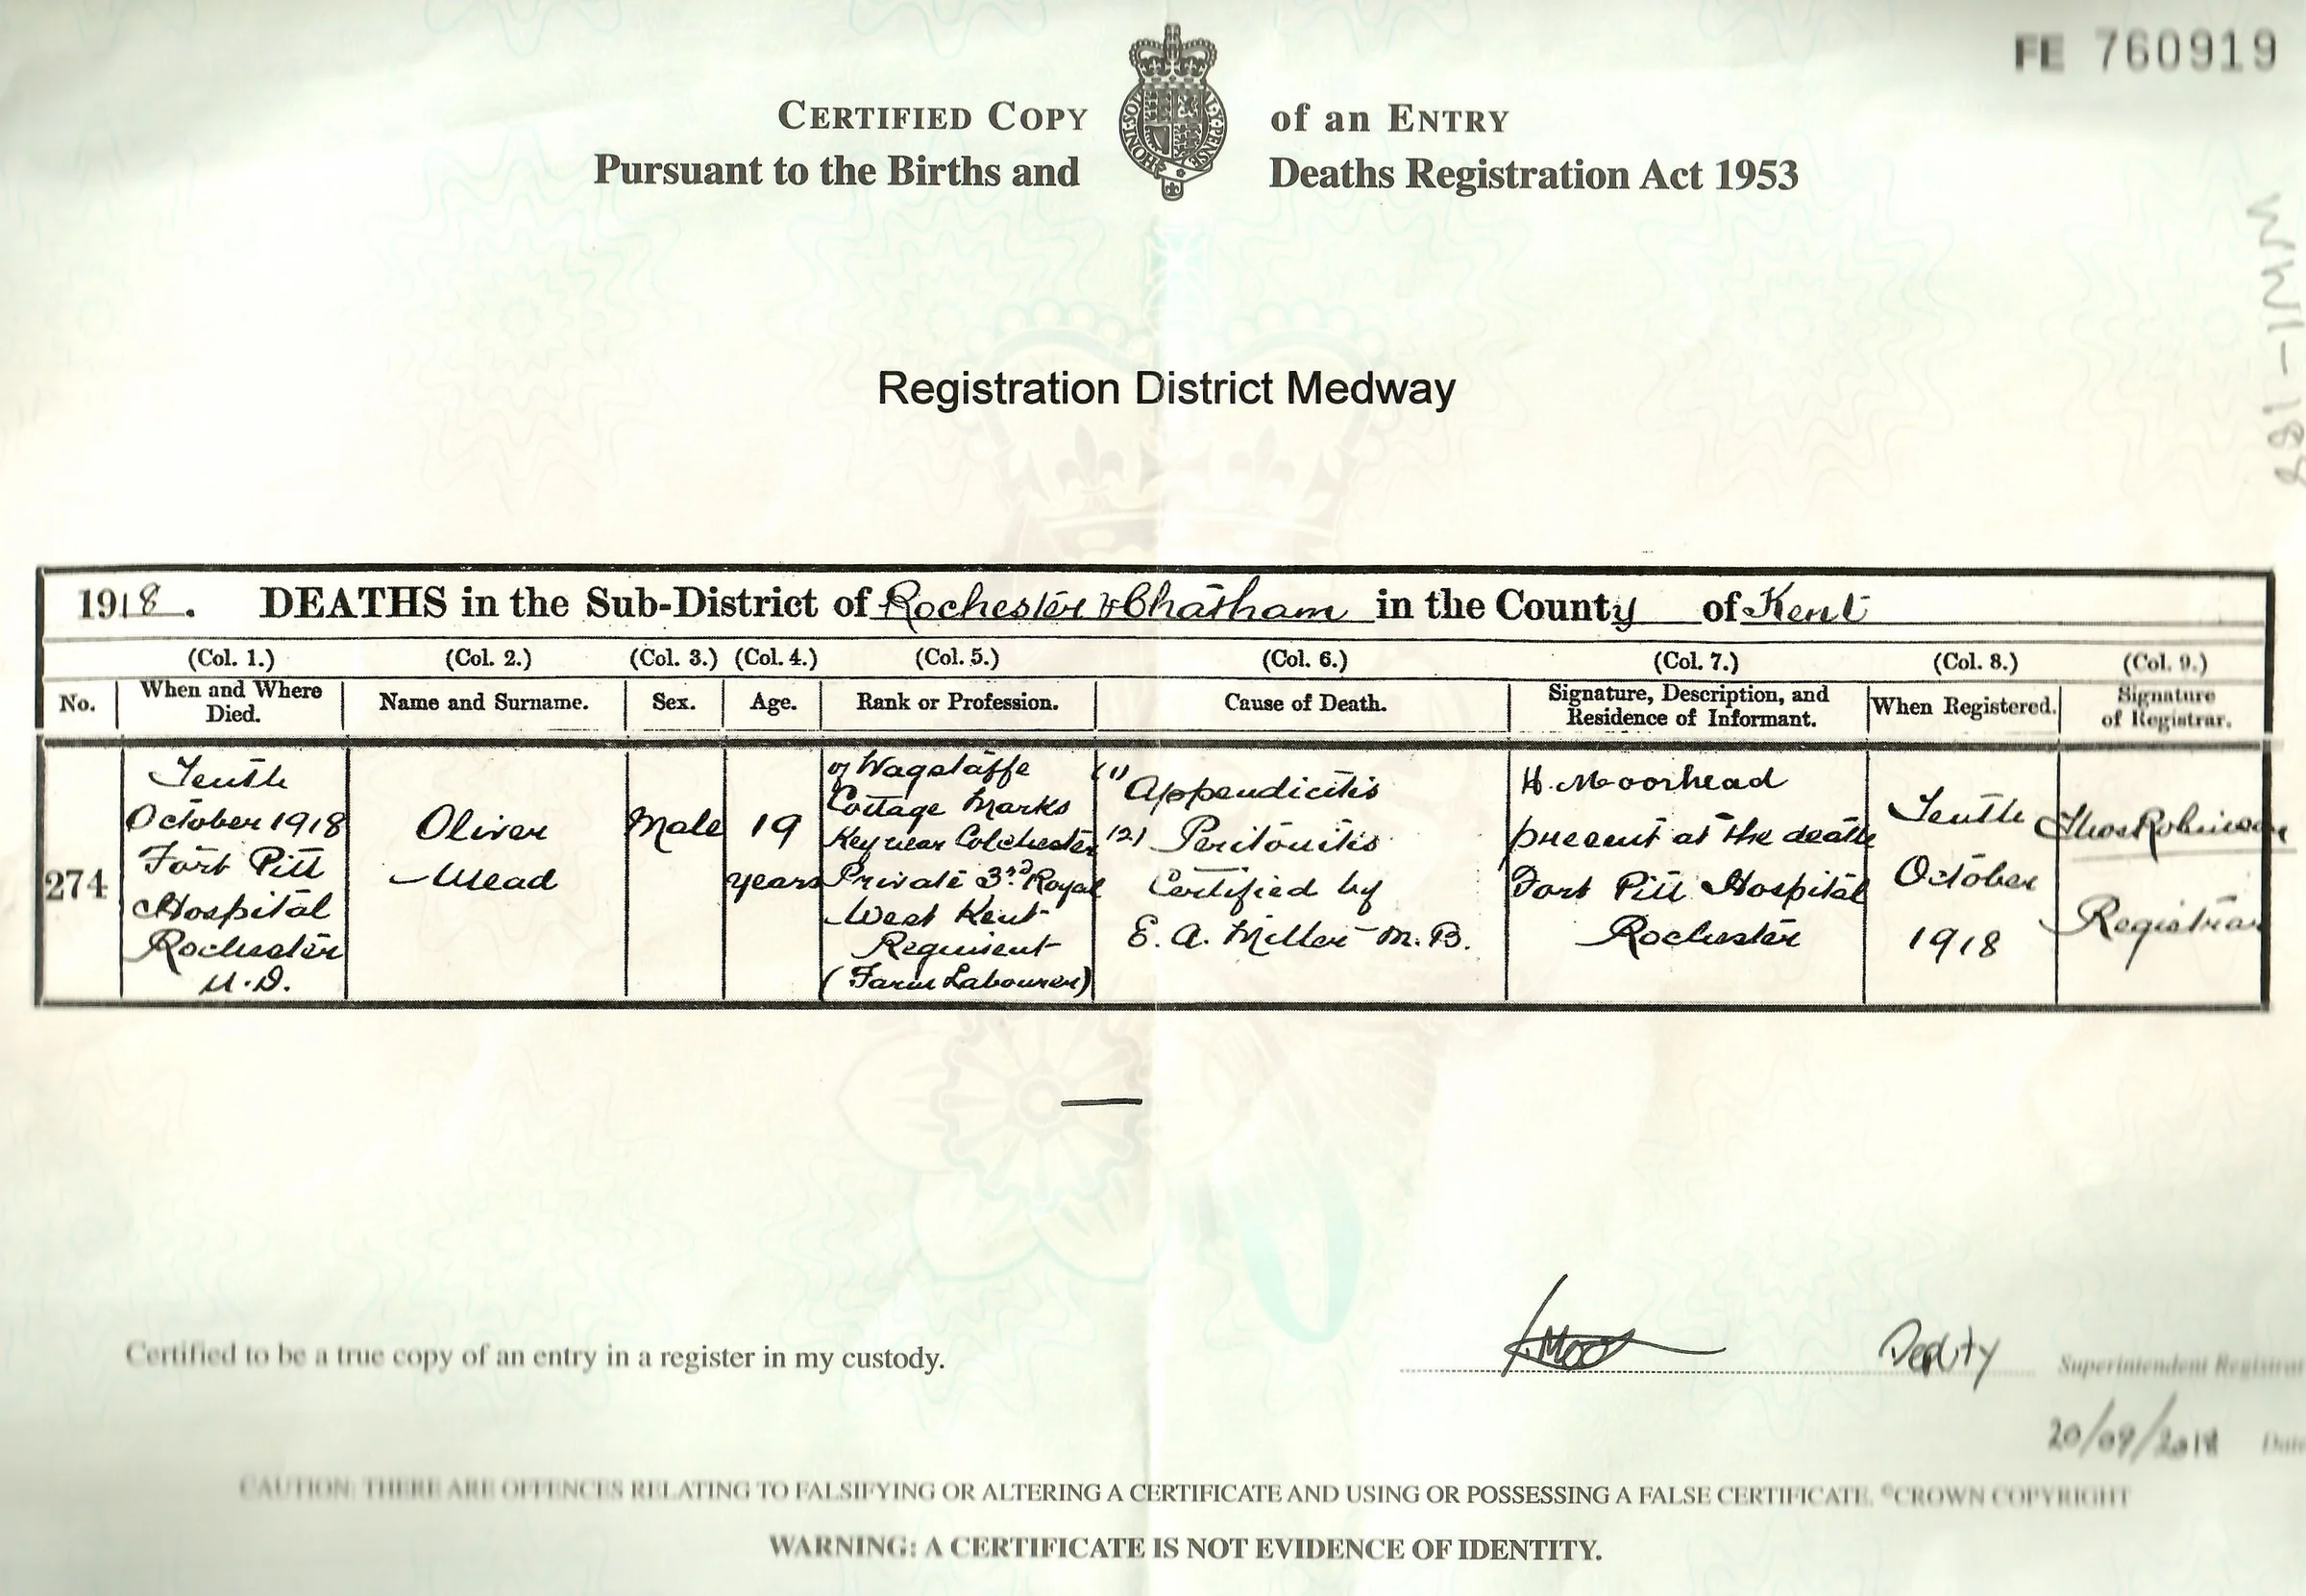 FE 760919
CERTIFIED COPY of an ENTRY
Pursuant to the Births and Deaths Registration Act 1953
HONI SOIT
Registration District Medway
1918. DEATHS in the Sub-District of Rochester & Chatham in the County of Kent
(Col. 1.) (Col. 2.) (Col. 3.) (Col. 4.) (Col. 5.) (Col. 6.) (Col. 7.) (Col. 8.) (Col. 9.)
No.
When and Where
Died.
Name and Surname.
Sex.
Age.
Rank or Profession.
Cause of Death.
Signature, Description, and
Residence of Informant.
When Registered.
Signature
of Registrar.
274
Tenth
October 1918
Fort Pitt
Hospital
Rochester
U.D.
Oliver
Mead
Male
19
years
of Wagstaffe
Cottage Marks
Key near Colchester
Private 3rd Royal
West Kent
Regiment
(Farm Labourer)
(1) Appendicitis
(2) Peritonitis
Certified by
E. A. Miller M.B.
H. Moorhead
present at the death
Fort Pitt Hospital
Rochester
Tenth
October
1918
Thos Robinson
Registrar
Certified to be a true copy of an entry in a register in my custody.
Deputy Superintendent Registrar
20/09/2018 Date
CAUTION: THERE ARE OFFENCES RELATING TO FALSIFYING OR ALTERING A CERTIFICATE AND USING OR POSSESSING A FALSE CERTIFICATE. ©CROWN COPYRIGHT
WARNING: A CERTIFICATE IS NOT EVIDENCE OF IDENTITY.